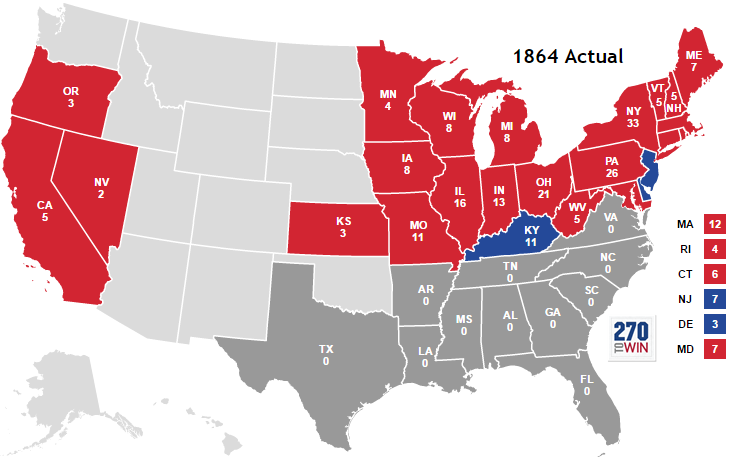 1864 Actual
ME
7
OR
3
MN
4
VT
5
5
NH
WI
8
NY
33
MI
8
IA
8
PA
26
NV
2
IL
16
IN
13
OH
21
CA
5
KS
3
MO
11
WV
5
KY
11
VA
0
MA 12
RI 4
CT 6
NJ 7
DE 3
MD 7
TN
0
NC
0
AR
0
SC
0
MS
0
AL
0
GA
0
TX
0
LA
0
FL
0
270
TO
WIN